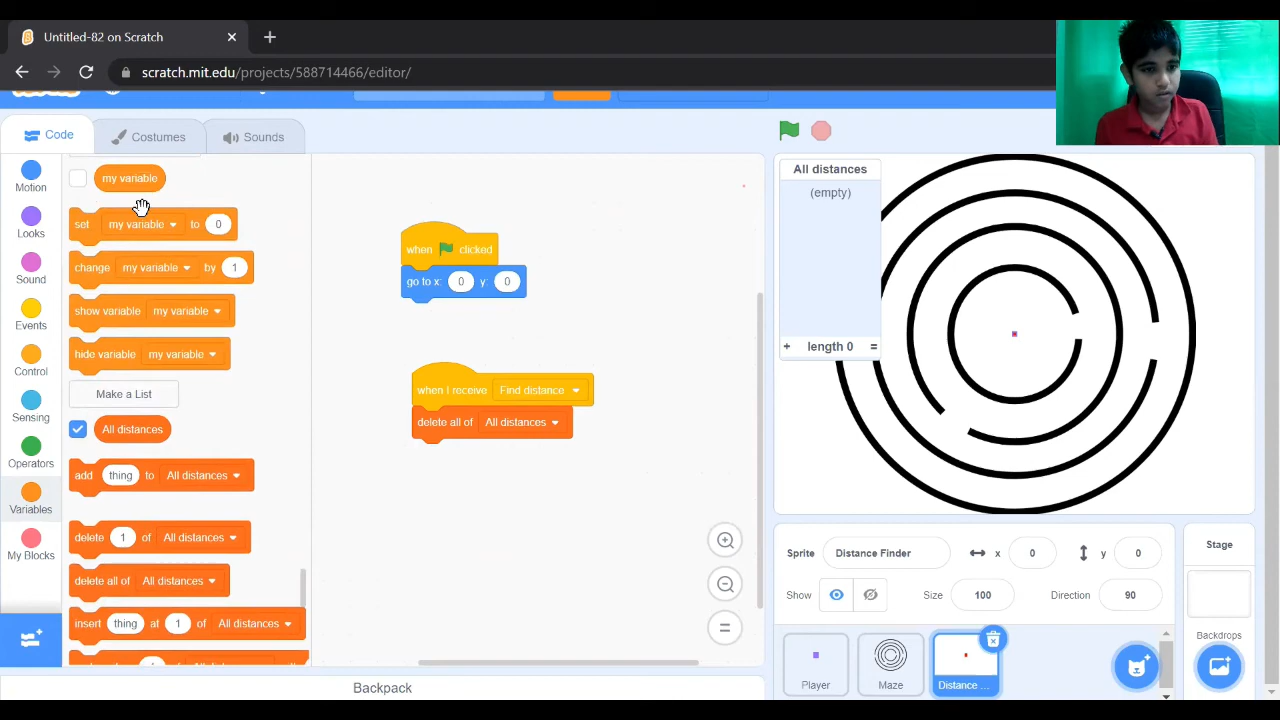 Untitled-82 on Scratch
scratch.mit.edu/projects/588714466/editor/
Code
Costumes
Sounds
Motion
Looks
Sound
Events
Control
Sensing
Operators
Variables
My Blocks
my variable
set my variable to 0
change my variable by 1
show variable my variable
hide variable my variable
Make a List
All distances
add thing to All distances
delete 1 of All distances
delete all of All distances
insert thing at 1 of All distances
when clicked
go to x: 0 y: 0
when I receive Find distance
delete all of All distances
All distances
(empty)
+ length 0 =
Sprite Distance Finder x 0 y 0
Show Size 100 Direction 90
Player
Maze
Distance ...
Stage
Backdrops
Backpack